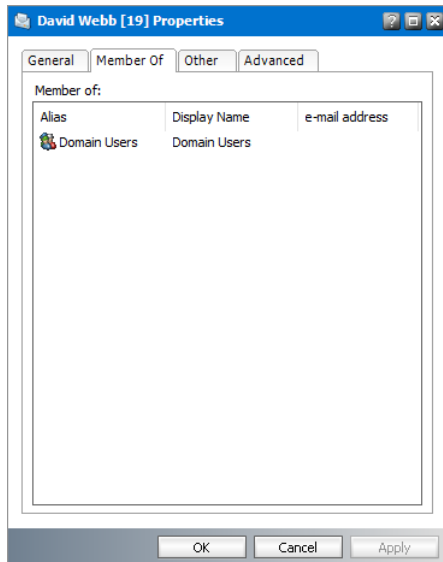 David Webb [19] Properties
General Member Of Other Advanced
Member of:
Alias Display Name e-mail address
Domain Users Domain Users
OK Cancel Apply